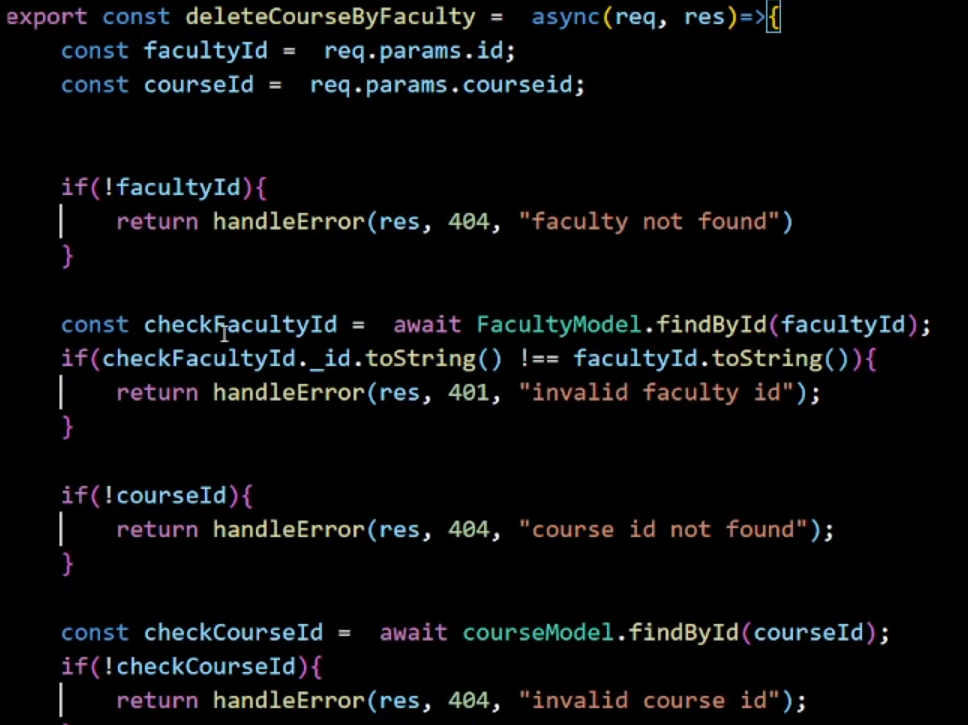 export const deleteCourseByFaculty =  async(req, res)=>{
const facultyId =  req.params.id;
const courseId =  req.params.courseid;
if(!facultyId){
return handleError(res, 404, "faculty not found")
}
const checkFacultyId =  await FacultyModel.findById(facultyId);
if(checkFacultyId._id.toString() !== facultyId.toString()){
return handleError(res, 401, "invalid faculty id");
}
if(!courseId){
return handleError(res, 404, "course id not found");
}
const checkCourseId =  await courseModel.findById(courseId);
if(!checkCourseId){
return handleError(res, 404, "invalid course id");